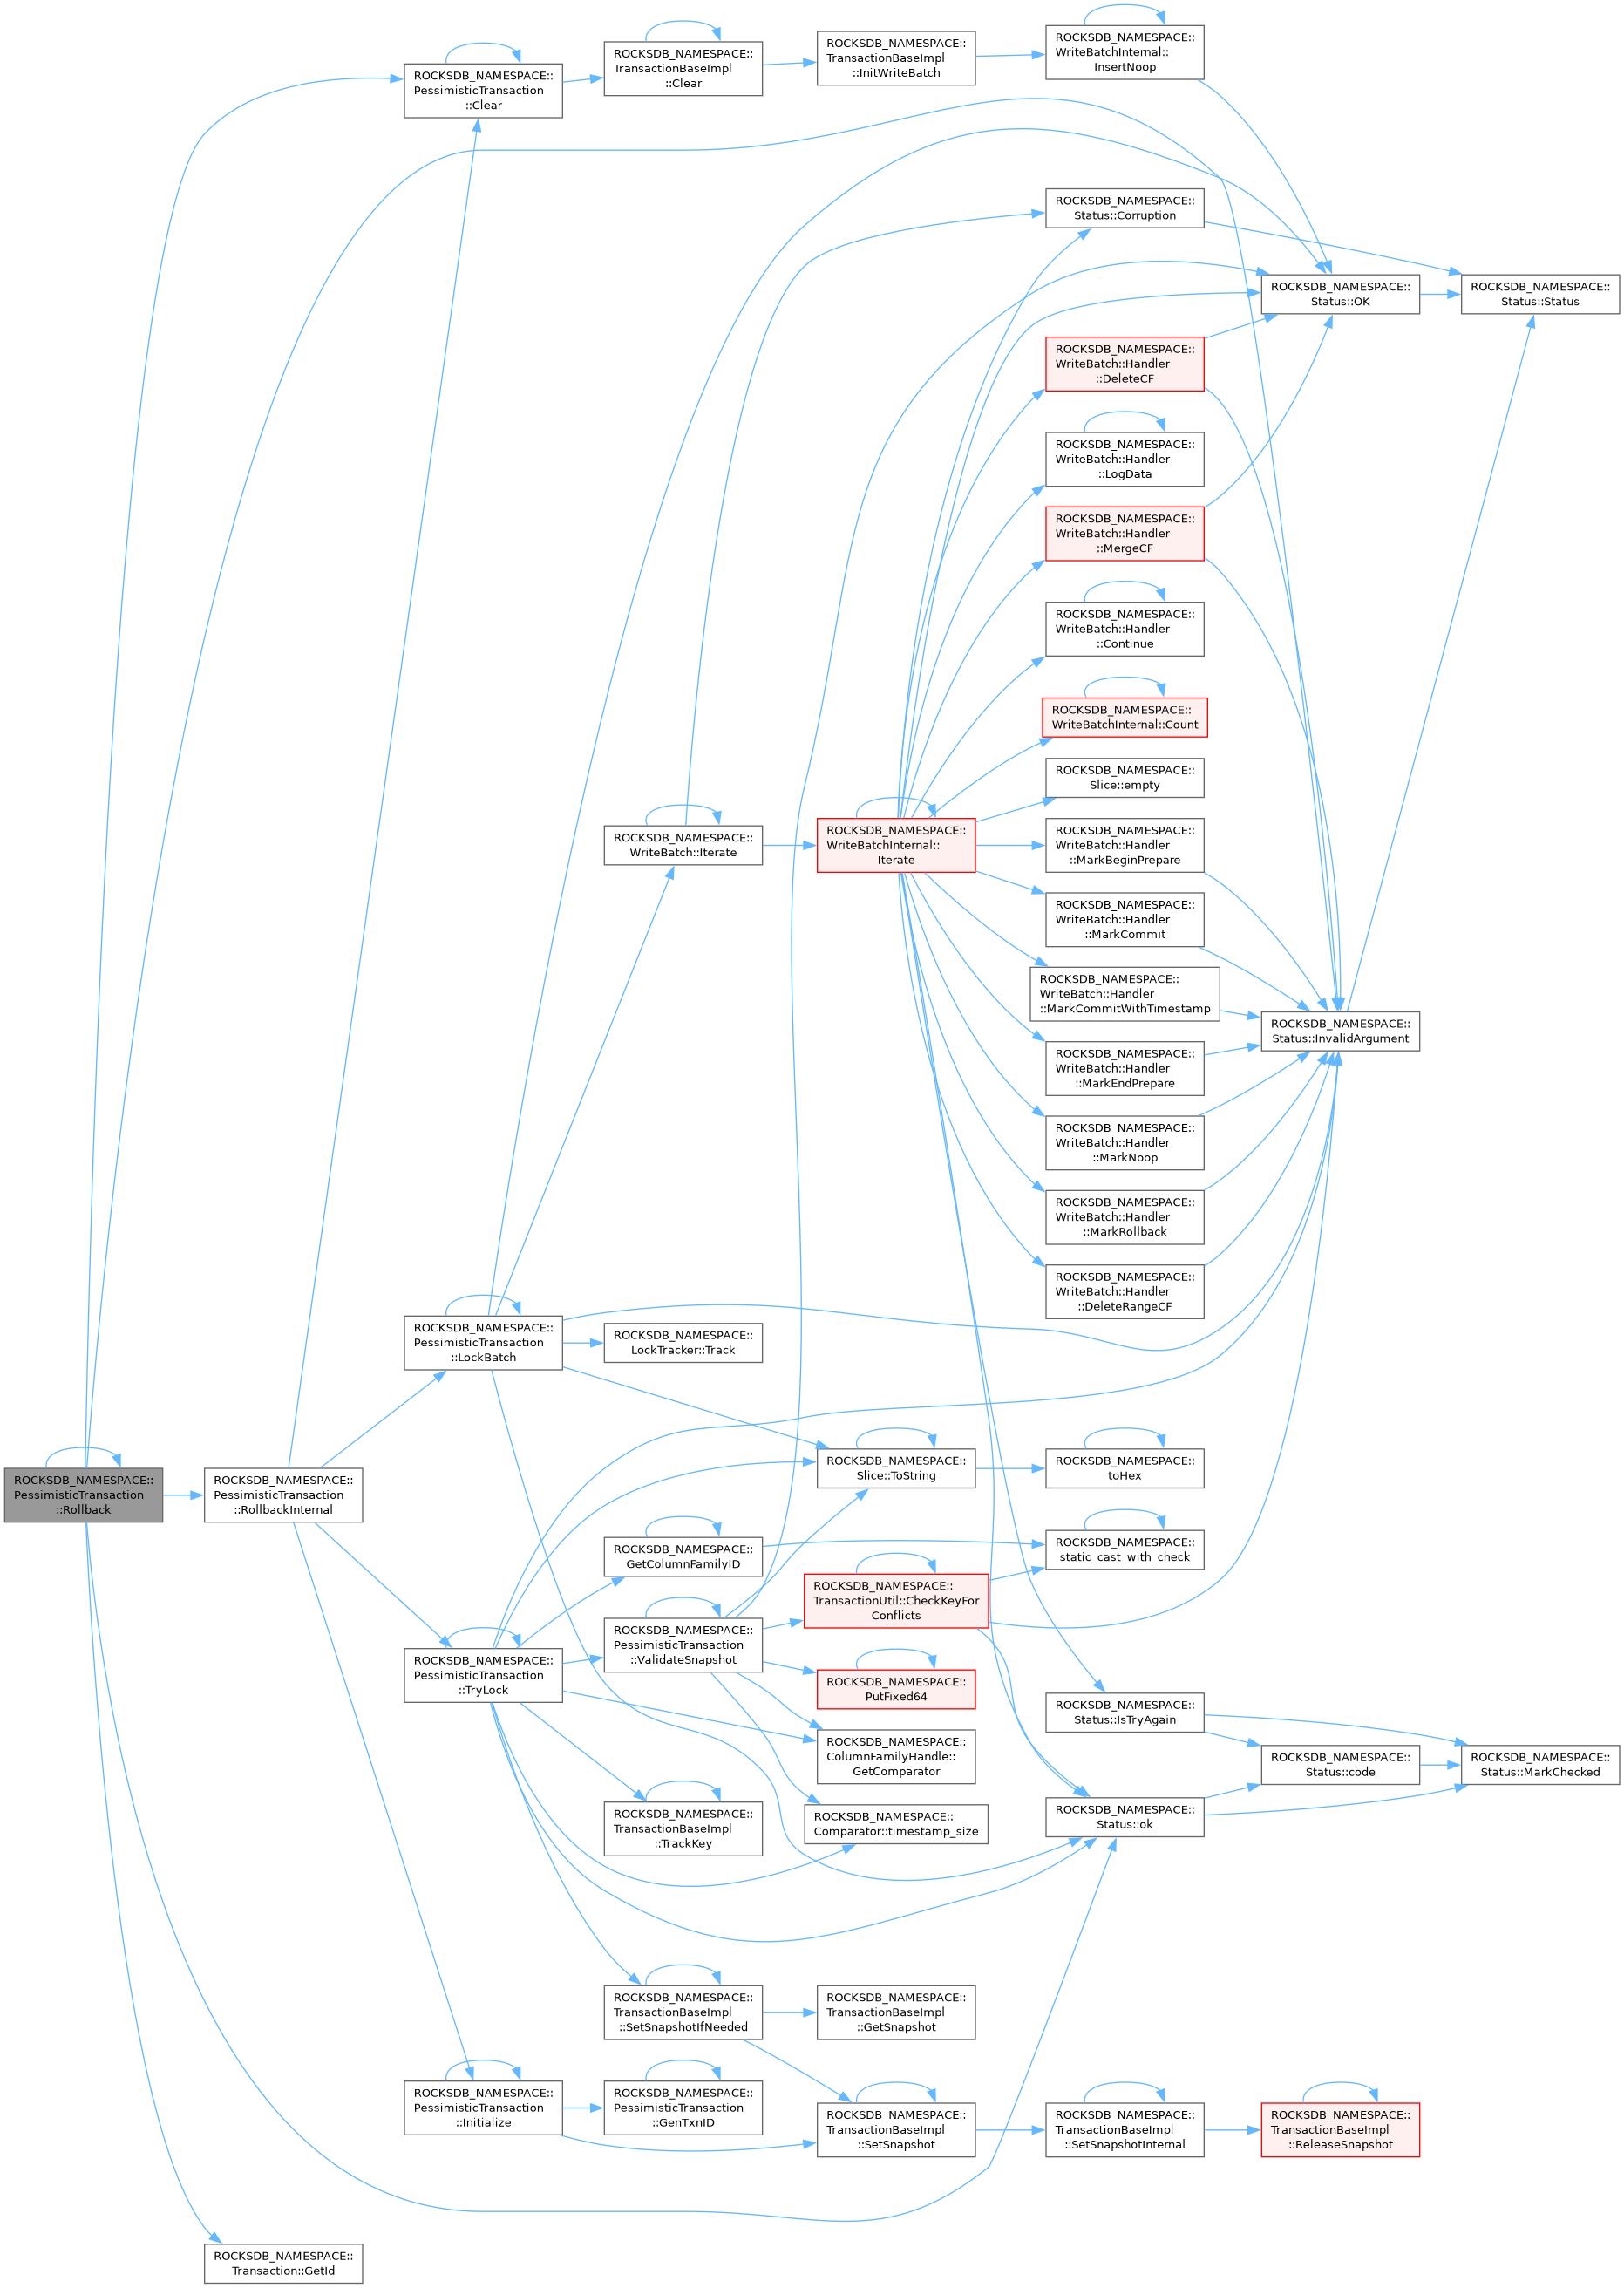 ROCKSDB_NAMESPACE::
PessimisticTransaction
::Rollback
ROCKSDB_NAMESPACE::
PessimisticTransaction
::RollbackInternal
ROCKSDB_NAMESPACE::
Transaction::GetId
ROCKSDB_NAMESPACE::
PessimisticTransaction
::Clear
ROCKSDB_NAMESPACE::
PessimisticTransaction
::LockBatch
ROCKSDB_NAMESPACE::
PessimisticTransaction
::TryLock
ROCKSDB_NAMESPACE::
PessimisticTransaction
::Initialize
ROCKSDB_NAMESPACE::
TransactionBaseImpl
::Clear
ROCKSDB_NAMESPACE::
WriteBatch::Iterate
ROCKSDB_NAMESPACE::
LockTracker::Track
ROCKSDB_NAMESPACE::
GetColumnFamilyID
ROCKSDB_NAMESPACE::
PessimisticTransaction
::ValidateSnapshot
ROCKSDB_NAMESPACE::
TransactionBaseImpl
::TrackKey
ROCKSDB_NAMESPACE::
TransactionBaseImpl
::SetSnapshotIfNeeded
ROCKSDB_NAMESPACE::
PessimisticTransaction
::GenTxnID
ROCKSDB_NAMESPACE::
TransactionBaseImpl
::InitWriteBatch
ROCKSDB_NAMESPACE::
WriteBatchInternal::
Iterate
ROCKSDB_NAMESPACE::
Slice::ToString
ROCKSDB_NAMESPACE::
TransactionUtil::CheckKeyFor
Conflicts
ROCKSDB_NAMESPACE::
PutFixed64
ROCKSDB_NAMESPACE::
ColumnFamilyHandle::
GetComparator
ROCKSDB_NAMESPACE::
Comparator::timestamp_size
ROCKSDB_NAMESPACE::
TransactionBaseImpl
::GetSnapshot
ROCKSDB_NAMESPACE::
TransactionBaseImpl
::SetSnapshot
ROCKSDB_NAMESPACE::
WriteBatchInternal::
InsertNoop
ROCKSDB_NAMESPACE::
Status::Corruption
ROCKSDB_NAMESPACE::
WriteBatch::Handler
::DeleteCF
ROCKSDB_NAMESPACE::
WriteBatch::Handler
::LogData
ROCKSDB_NAMESPACE::
WriteBatch::Handler
::MergeCF
ROCKSDB_NAMESPACE::
WriteBatch::Handler
::Continue
ROCKSDB_NAMESPACE::
WriteBatchInternal::Count
ROCKSDB_NAMESPACE::
Slice::empty
ROCKSDB_NAMESPACE::
WriteBatch::Handler
::MarkBeginPrepare
ROCKSDB_NAMESPACE::
WriteBatch::Handler
::MarkCommit
ROCKSDB_NAMESPACE::
WriteBatch::Handler
::MarkCommitWithTimestamp
ROCKSDB_NAMESPACE::
WriteBatch::Handler
::MarkEndPrepare
ROCKSDB_NAMESPACE::
WriteBatch::Handler
::MarkNoop
ROCKSDB_NAMESPACE::
WriteBatch::Handler
::MarkRollback
ROCKSDB_NAMESPACE::
WriteBatch::Handler
::DeleteRangeCF
ROCKSDB_NAMESPACE::
toHex
ROCKSDB_NAMESPACE::
static_cast_with_check
ROCKSDB_NAMESPACE::
Status::IsTryAgain
ROCKSDB_NAMESPACE::
Status::ok
ROCKSDB_NAMESPACE::
TransactionBaseImpl
::SetSnapshotInternal
ROCKSDB_NAMESPACE::
Status::OK
ROCKSDB_NAMESPACE::
Status::InvalidArgument
ROCKSDB_NAMESPACE::
Status::code
ROCKSDB_NAMESPACE::
TransactionBaseImpl
::ReleaseSnapshot
ROCKSDB_NAMESPACE::
Status::Status
ROCKSDB_NAMESPACE::
Status::MarkChecked